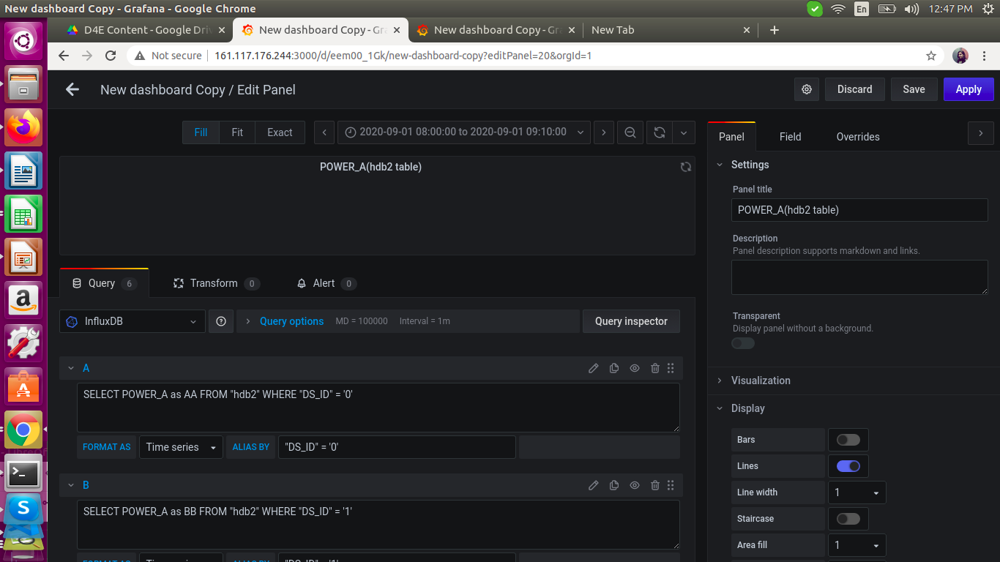 New dashboard Copy - Grafana - Google Chrome
En
12:47 PM
D4E Content - Google Driv
New dashboard Copy - Gr
New dashboard Copy - Gr
New Tab
Not secure
161.117.176.244:3000/d/eem00_1Gk/new-dashboard-copy?editPanel=20&orgId=1
New dashboard Copy / Edit Panel
Discard
Save
Apply
Fill
Fit
Exact
2020-09-01 08:00:00 to 2020-09-01 09:10:00
Panel
Field
Overrides
POWER_A(hdb2 table)
Settings
Panel title
POWER_A(hdb2 table)
Description
Panel description supports markdown and links.
Query 6
Transform 0
Alert 0
InfluxDB
Query options
MD = 100000
Interval = 1m
Query inspector
Transparent
Display panel without a background.
A
SELECT POWER_A as AA FROM "hdb2" WHERE "DS_ID" = '0'
FORMAT AS
Time series
ALIAS BY
"DS_ID" = '0'
B
SELECT POWER_A as BB FROM "hdb2" WHERE "DS_ID" = '1'
Visualization
Display
Bars
Lines
Line width
1
Staircase
Area fill
1
FORMAT AS
Time series
ALIAS BY
"DS_ID" = '1'